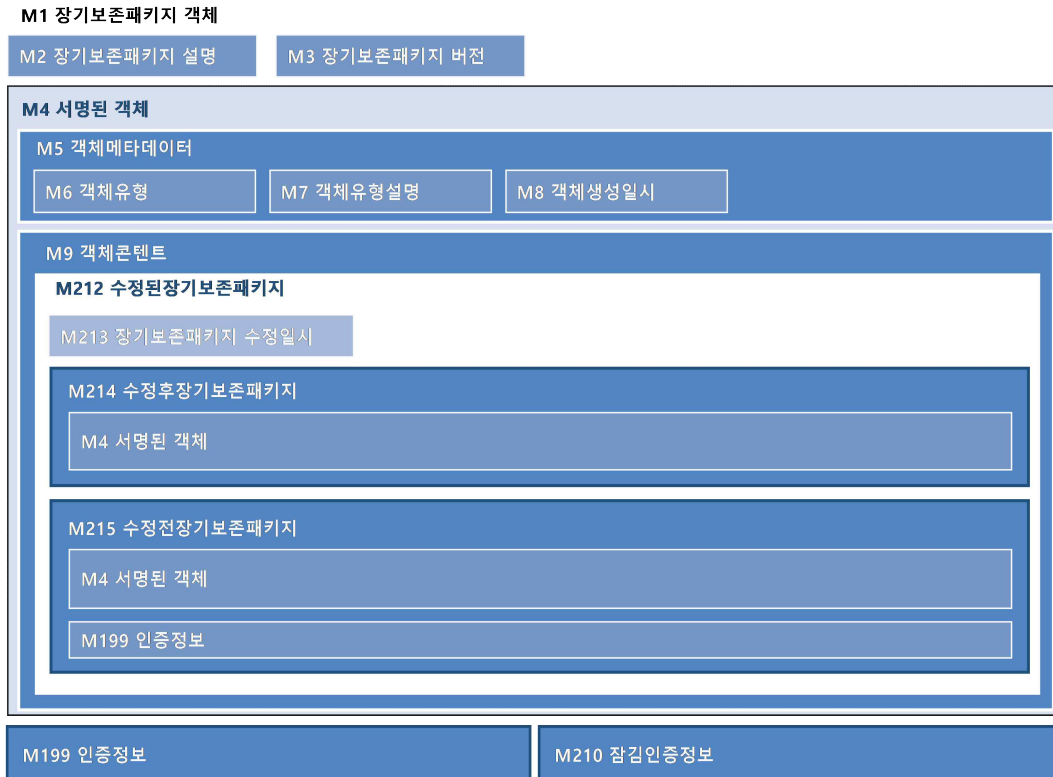 M1 장기보존패키지 객체
M2 장기보존패키지 설명
M3 장기보존패키지 버전
M4 서명된 객체
M5 객체메타데이터
M6 객체유형
M7 객체유형설명
M8 객체생성일시
M9 객체콘텐트
M212 수정된장기보존패키지
M213 장기보존패키지 수정일시
M214 수정후장기보존패키지
M4 서명된 객체
M215 수정전장기보존패키지
M4 서명된 객체
M199 인증정보
M199 인증정보
M210 잠김인증정보